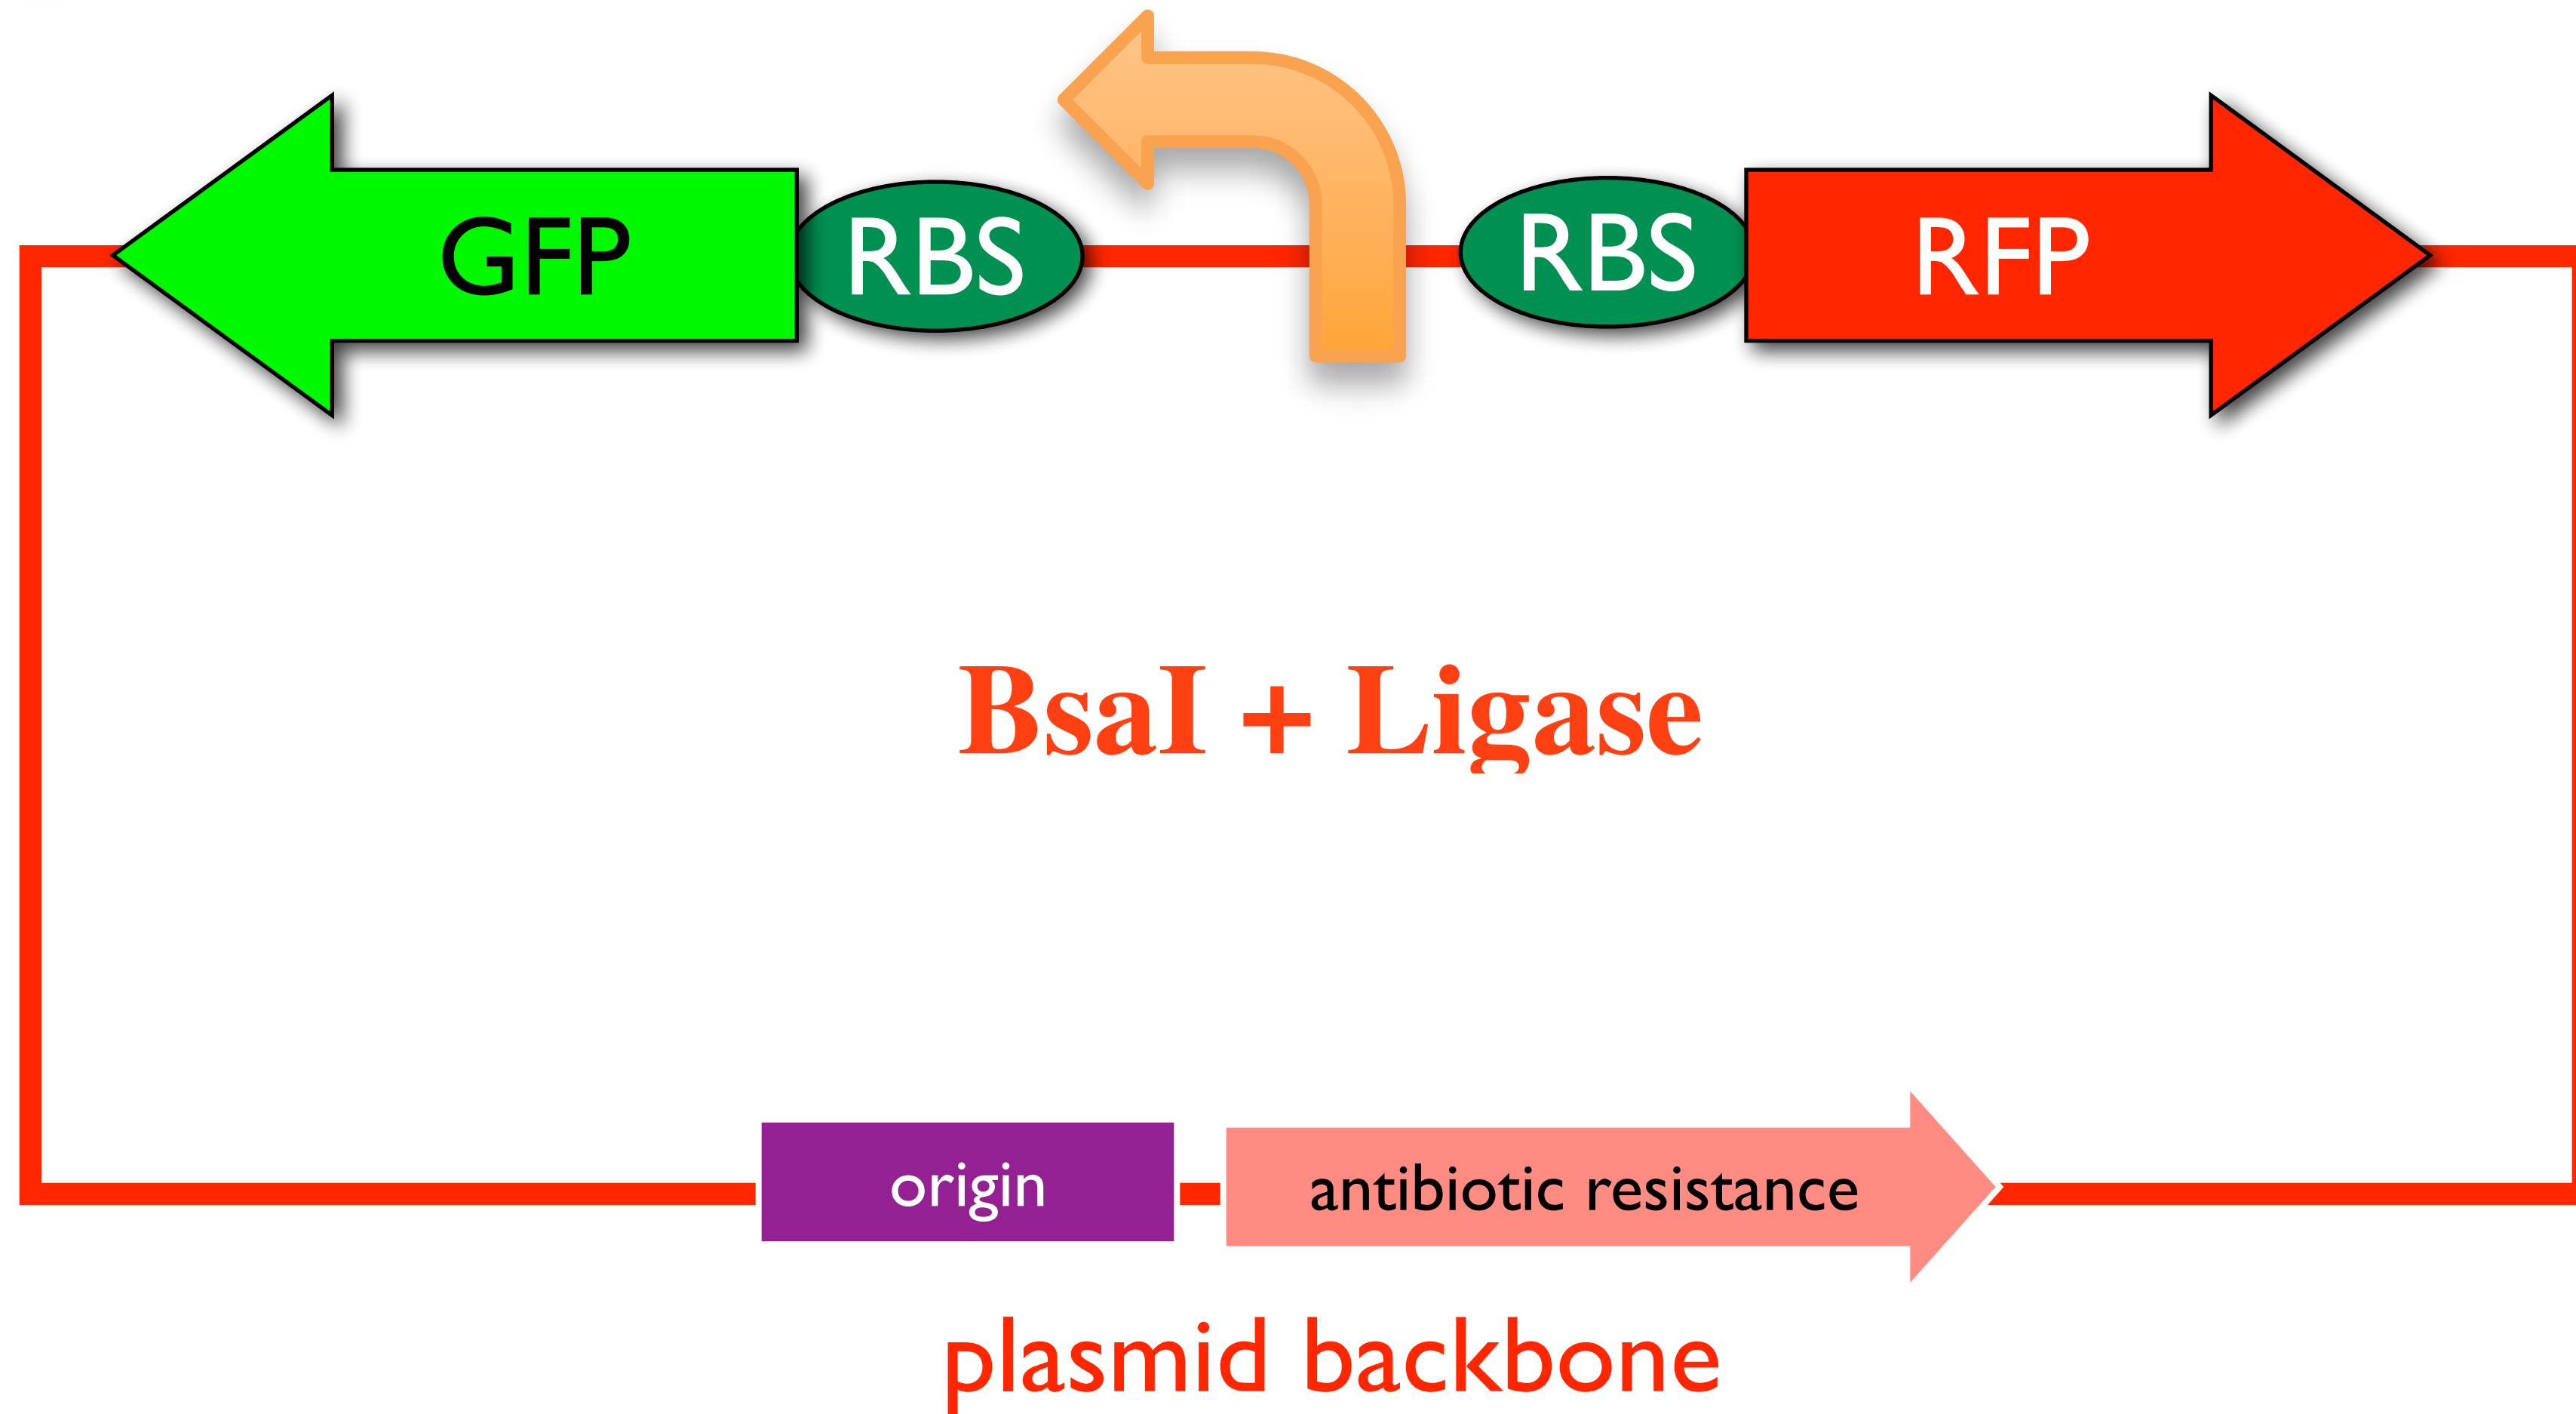 GFP RBS RBS RFP
BsaI + Ligase
origin antibiotic resistance
plasmid backbone